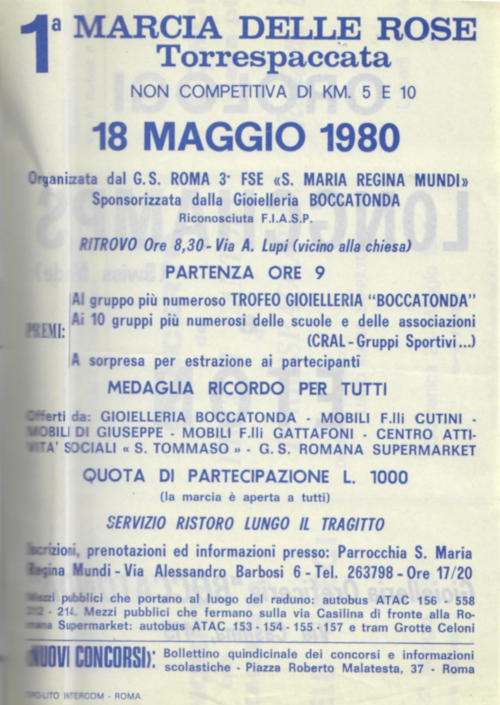 1ª MARCIA DELLE ROSE
Torrespaccata
NON COMPETITIVA DI KM. 5 E 10
18 MAGGIO 1980
Organizzata dal G.S. ROMA 3ª FSE «S. MARIA REGINA MUNDI»
Sponsorizzata dalla Gioielleria BOCCATONDA
Riconosciuta F.I.A.S.P.
RITROVO Ore 8,30 - Via A. Lupi (vicino alla chiesa)
PARTENZA ORE 9
PREMI:
Al gruppo più numeroso TROFEO GIOIELLERIA "BOCCATONDA"
Ai 10 gruppi più numerosi delle scuole e delle associazioni
(CRAL - Gruppi Sportivi...)
A sorpresa per estrazione ai partecipanti
MEDAGLIA RICORDO PER TUTTI
Offerti da: GIOIELLERIA BOCCATONDA - MOBILI F.lli CUTINI -
MOBILI DI GIUSEPPE - MOBILI F.lli GATTAFONI - CENTRO ATTI-
VITA' SOCIALI « S. TOMMASO » - G.S. ROMANA SUPERMARKET
QUOTA DI PARTECIPAZIONE L. 1000
(la marcia è aperta a tutti)
SERVIZIO RISTORO LUNGO IL TRAGITTO
Iscrizioni, prenotazioni ed informazioni presso: Parrocchia S. Maria
Regina Mundi - Via Alessandro Barbosi 6 - Tel. 263798 - Ore 17/20
Mezzi pubblici che portano al luogo del raduno: autobus ATAC 156 - 558
312 - 214. Mezzi pubblici che fermano sulla via Casilina di fronte alla Ro-
mana Supermarket: autobus ATAC 153 - 154 - 155 - 157 e tram Grotte Celoni
(NUOVI CONCORSI): Bollettino quindicinale dei concorsi e informazioni
scolastiche - Piazza Roberto Malatesta, 37 - Roma
INTERCOM - ROMA